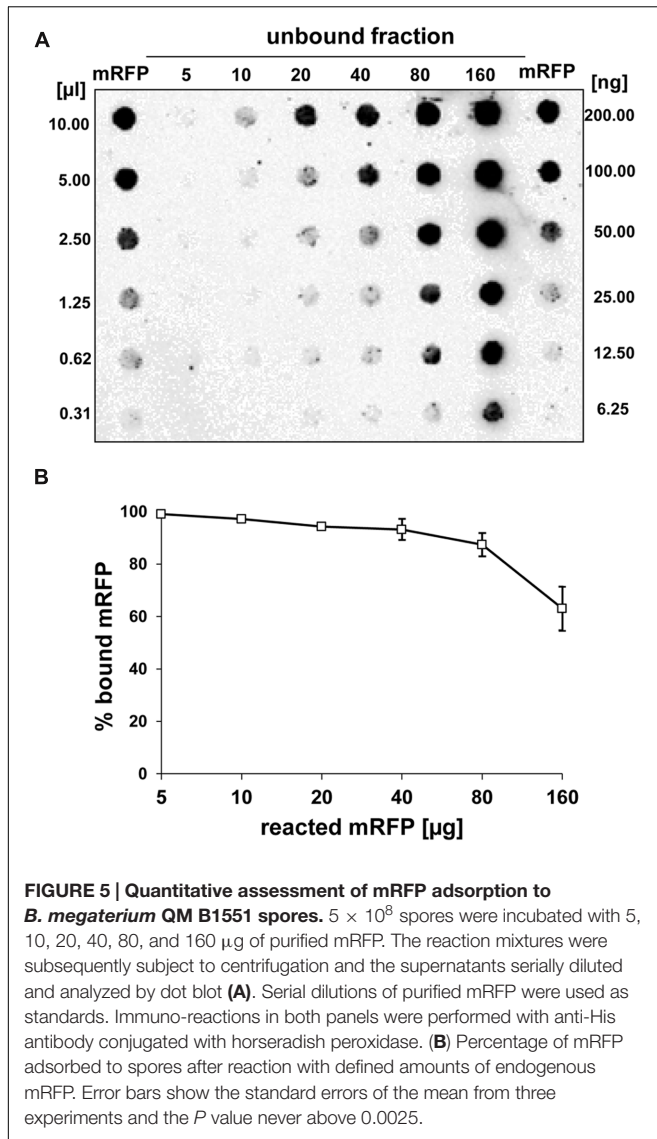 A
unbound fraction
mRFP 5 10 20 40 80 160 mRFP
[µl] [ng]
10.00 200.00
5.00 100.00
2.50 50.00
1.25 25.00
0.62 12.50
0.31 6.25
B
100
80
60
40
20
0
% bound mRFP
5 10 20 40 80 160
reacted mRFP [µg]
FIGURE 5 | Quantitative assessment of mRFP adsorption to
B. megaterium QM B1551 spores. 5 × 10⁸ spores were incubated with 5,
10, 20, 40, 80, and 160 µg of purified mRFP. The reaction mixtures were
subsequently subject to centrifugation and the supernatants serially diluted
and analyzed by dot blot (A). Serial dilutions of purified mRFP were used as
standards. Immuno-reactions in both panels were performed with anti-His
antibody conjugated with horseradish peroxidase. (B) Percentage of mRFP
adsorbed to spores after reaction with defined amounts of endogenous
mRFP. Error bars show the standard errors of the mean from three
experiments and the P value never above 0.0025.